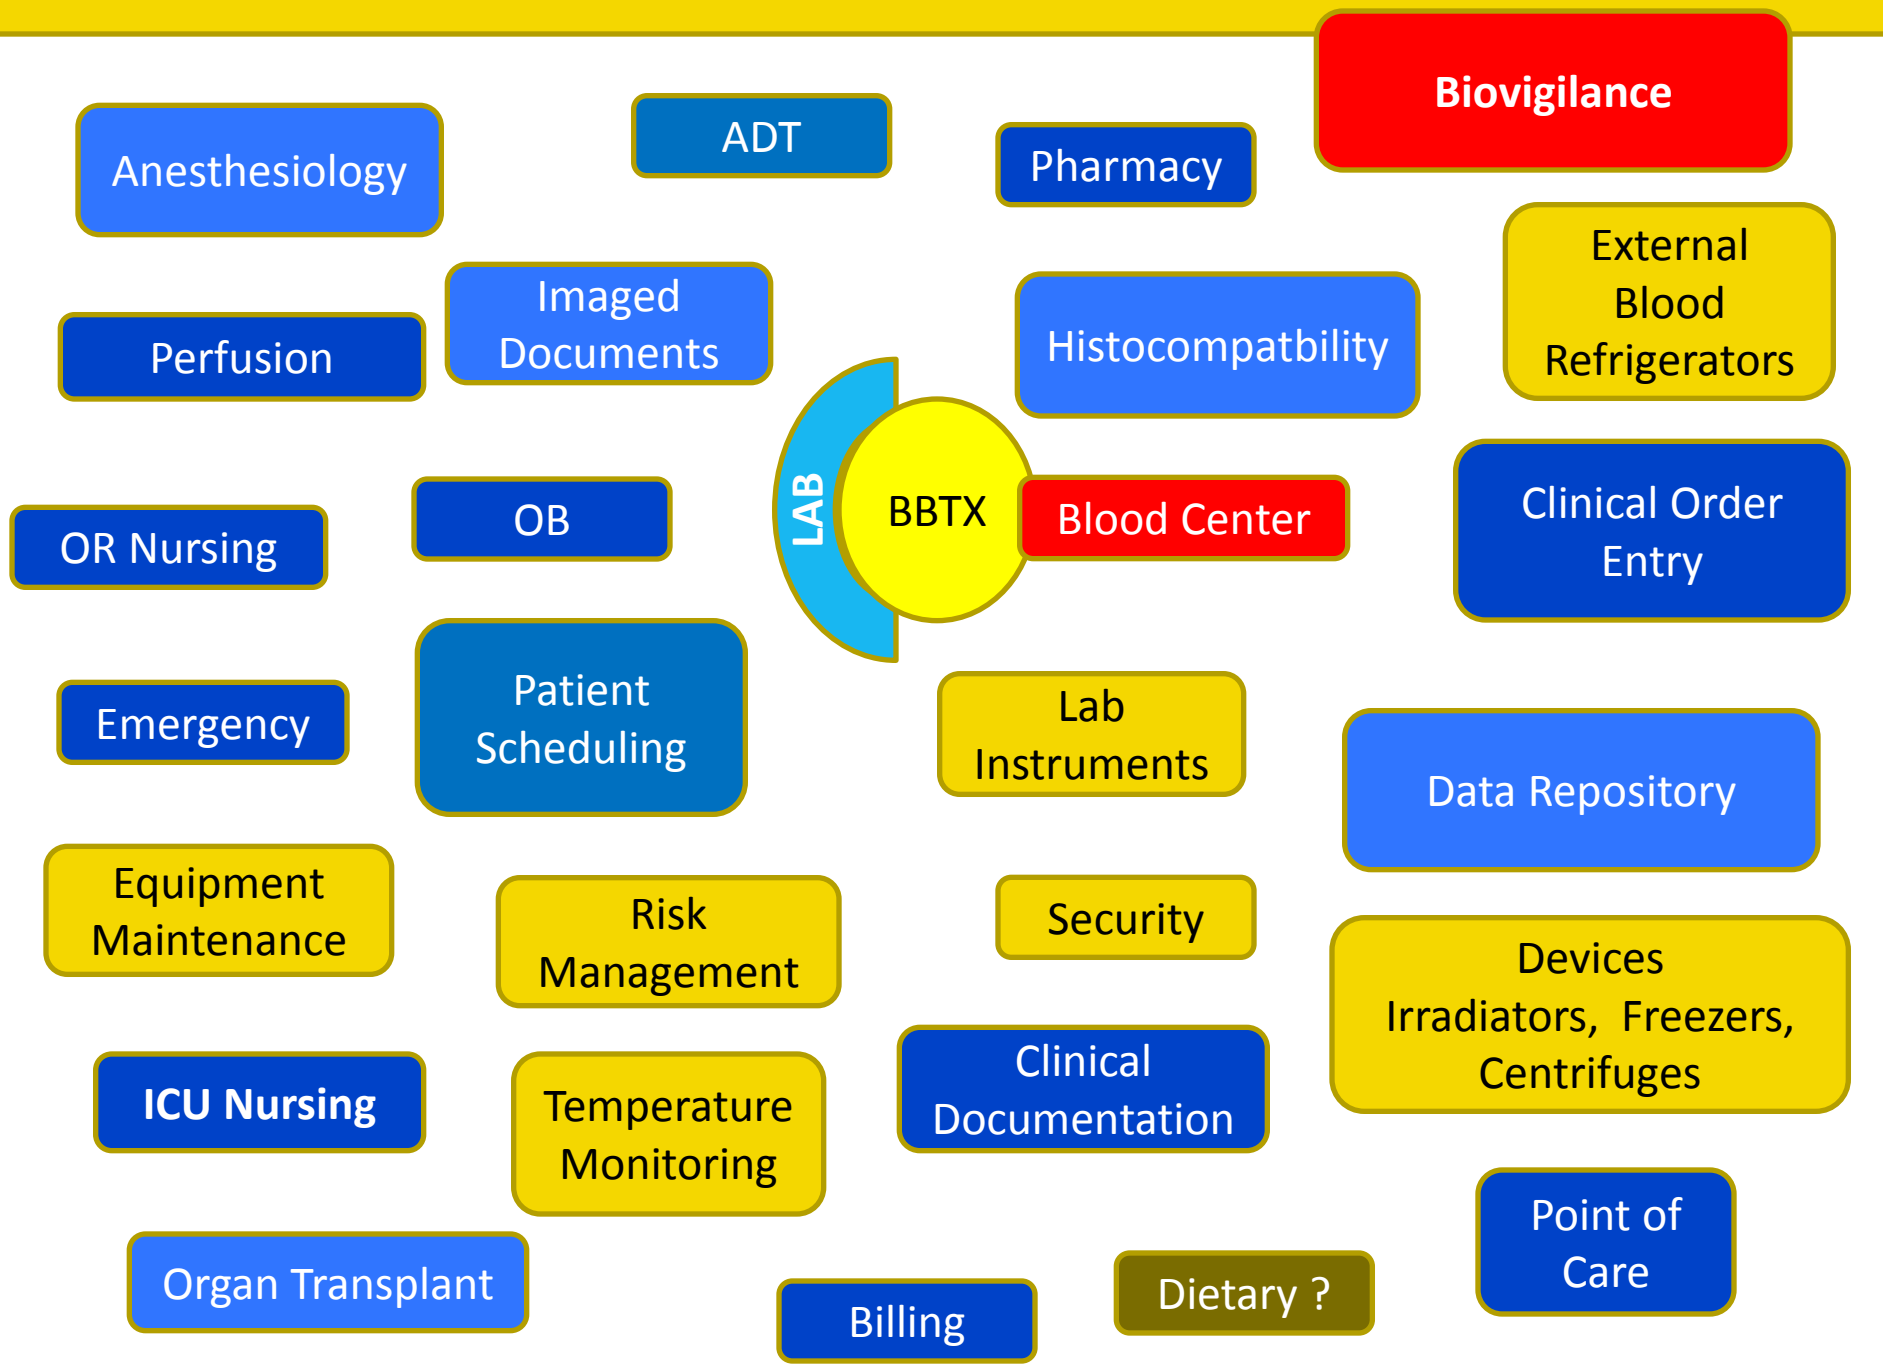 Biovigilance
ADT
Anesthesiology
Pharmacy
External
Blood
Refrigerators
Imaged
Documents
Perfusion
Histocompatbility
LAB
BBTX
Blood Center
Clinical Order
Entry
OR Nursing
OB
Patient
Scheduling
Emergency
Lab
Instruments
Data Repository
Equipment
Maintenance
Risk
Management
Security
Devices
Irradiators,  Freezers,
Centrifuges
ICU Nursing
Temperature
Monitoring
Clinical
Documentation
Point of
Care
Organ Transplant
Billing
Dietary ?